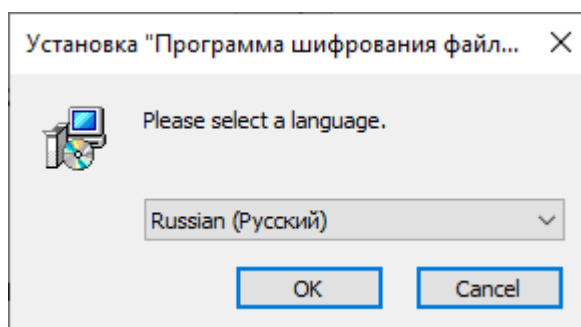 Установка "Программа шифрования файл...
Please select a language.
Russian (Русский)
OK
Cancel